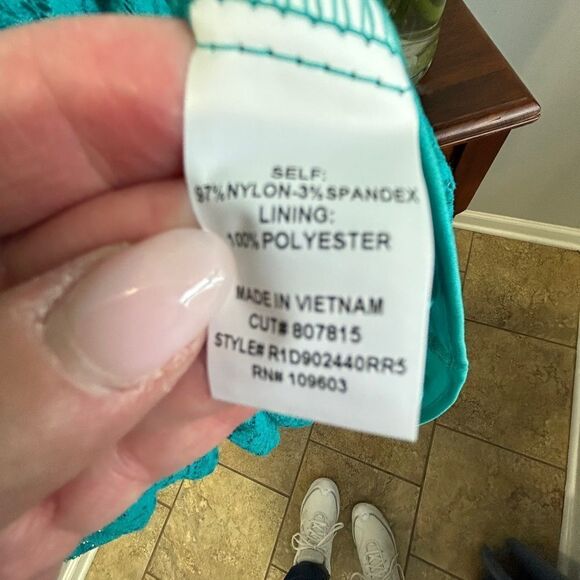 SELF:
97%NYLON-3%SPANDEX
LINING:
100%POLYESTER
MADE IN VIETNAM
CUT# 807815
STYLE# R1D902440RR5
RN# 109603